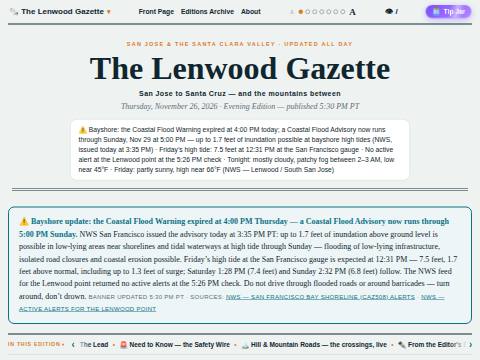 🗞️ The Lenwood Gazette ▾ Front Page Editions Archive About A A 👁 / Tip Jar
SAN JOSE & THE SANTA CLARA VALLEY · UPDATED ALL DAY
The Lenwood Gazette
San Jose to Santa Cruz — and the mountains between
Thursday, November 26, 2026 · Evening Edition — published 5:30 PM PT
⚠️ Bayshore: the Coastal Flood Warning expired at 4:00 PM today; a Coastal Flood Advisory now runs
through Sunday, Nov 29 at 5:00 PM — up to 1.7 feet of inundation possible at bayshore high tides (NWS,
issued today at 3:35 PM) · Friday's high tide: 7.5 feet at 12:31 PM at the San Francisco gauge · No active
alert at the Lenwood point at the 5:26 PM check · Tonight: mostly cloudy, patchy fog between 2–3 AM, low
near 45°F · Friday: partly sunny, high near 66°F (NWS — Lenwood / South San Jose)
⚠️ Bayshore update: the Coastal Flood Warning expired at 4:00 PM Thursday — a Coastal Flood Advisory now runs through
5:00 PM Sunday. NWS San Francisco issued the advisory today at 3:35 PM PT: up to 1.7 feet of inundation above ground level is
possible in low-lying areas near shorelines and tidal waterways at high tide through Sunday — flooding of low-lying infrastructure,
isolated road closures and coastal erosion possible. Friday's high tide at the San Francisco gauge is expected at 12:31 PM — 7.5 feet, 1.7
feet above normal, including up to 1.3 feet of surge; Saturday 1:28 PM (7.4 feet) and Sunday 2:32 PM (6.8 feet) follow. The NWS feed
for the Lenwood point returned no active alerts at the 5:26 PM check. Do not drive through flooded roads or around barricades — turn
around, don't drown. BANNER UPDATED 5:30 PM PT · SOURCES: NWS — SAN FRANCISCO BAY SHORELINE (CAZ508) ALERTS · NWS —
ACTIVE ALERTS FOR THE LENWOOD POINT
IN THIS EDITION ▸ ‹ The Lead • 🚨 Need to Know — the Safety Wire • ⛰️ Hill & Mountain Roads — the crossings, live • ✒️ From the Editor's ›